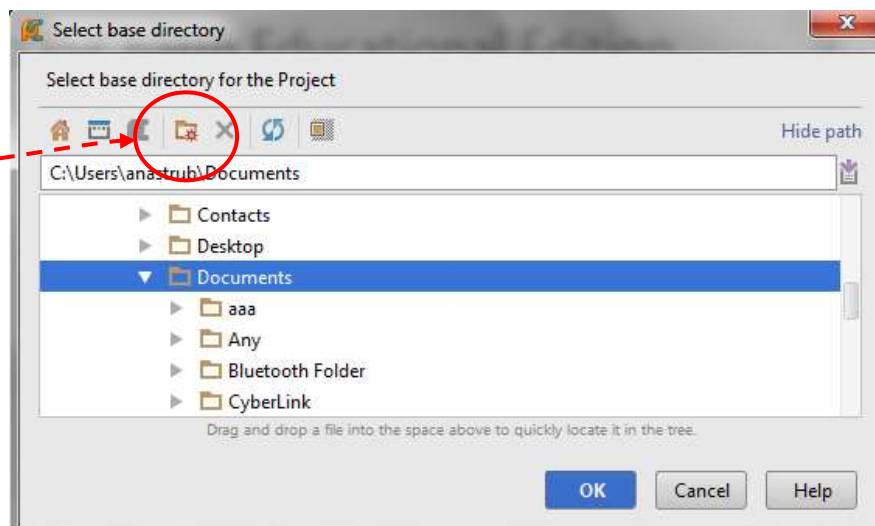 Select base directory
Select base directory for the Project
Hide path
C:\Users\anastrub\Documents
Contacts
Desktop
Documents
aaa
Any
Bluetooth Folder
CyberLink
Drag and drop a file into the space above to quickly locate it in the tree.
OK Cancel Help